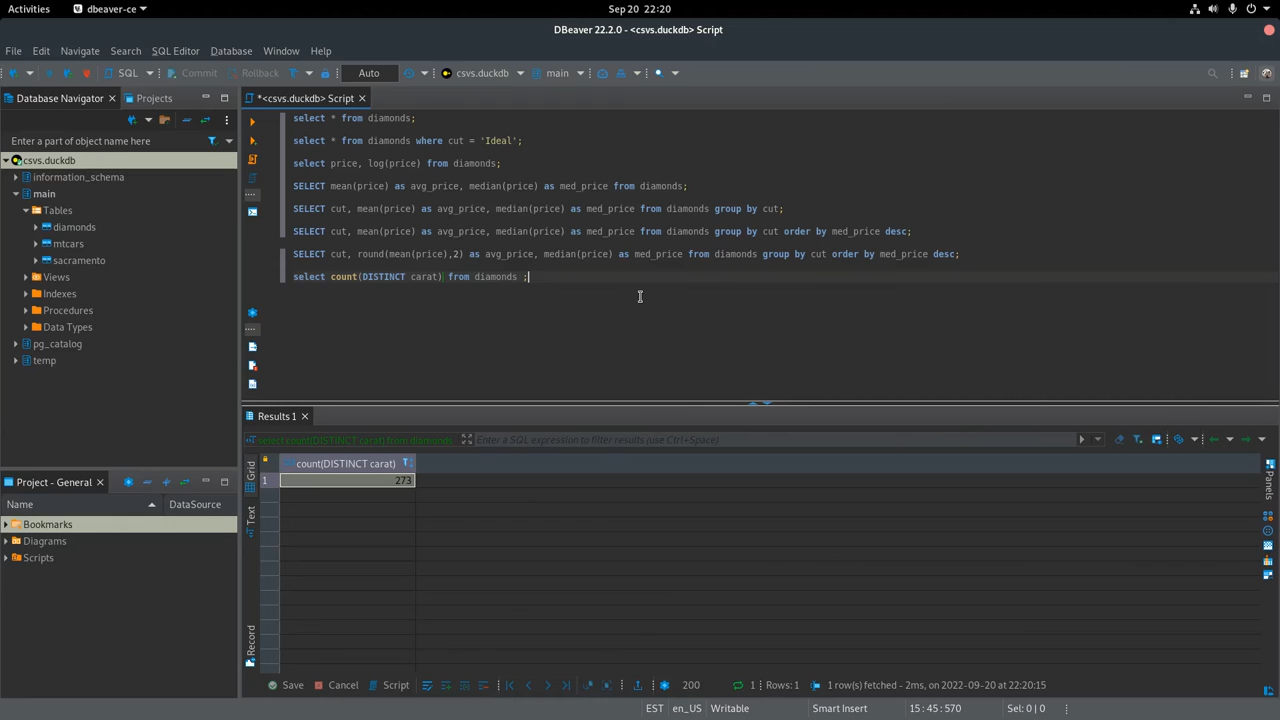 Activities dbeaver-ce Sep 20 22:20
DBeaver 22.2.0 - <csvs.duckdb> Script
File Edit Navigate Search SQL Editor Database Window Help
SQL Commit Rollback Auto csvs.duckdb main
Database Navigator Projects
Enter a part of object name here
csvs.duckdb
information_schema
main
Tables
diamonds
mtcars
sacramento
Views
Indexes
Procedures
Data Types
pg_catalog
temp
Project - General
Name DataSource
Bookmarks
Diagrams
Scripts
*<csvs.duckdb> Script
select * from diamonds;
select * from diamonds where cut = 'Ideal';
select price, log(price) from diamonds;
SELECT mean(price) as avg_price, median(price) as med_price from diamonds;
SELECT cut, mean(price) as avg_price, median(price) as med_price from diamonds group by cut;
SELECT cut, mean(price) as avg_price, median(price) as med_price from diamonds group by cut order by med_price desc;
SELECT cut, round(mean(price),2) as avg_price, median(price) as med_price from diamonds group by cut order by med_price desc;
select count(DISTINCT carat) from diamonds ;
Results 1
select count(DISTINCT carat) from diamonds Enter a SQL expression to filter results (use Ctrl+Space)
Grid
Text
Record
count(DISTINCT carat)
1 273
Panels
Save Cancel Script 200 1 Rows: 1 1 row(s) fetched - 2ms, on 2022-09-20 at 22:20:15
EST en_US Writable Smart Insert 15 : 45 : 570 Sel: 0 | 0